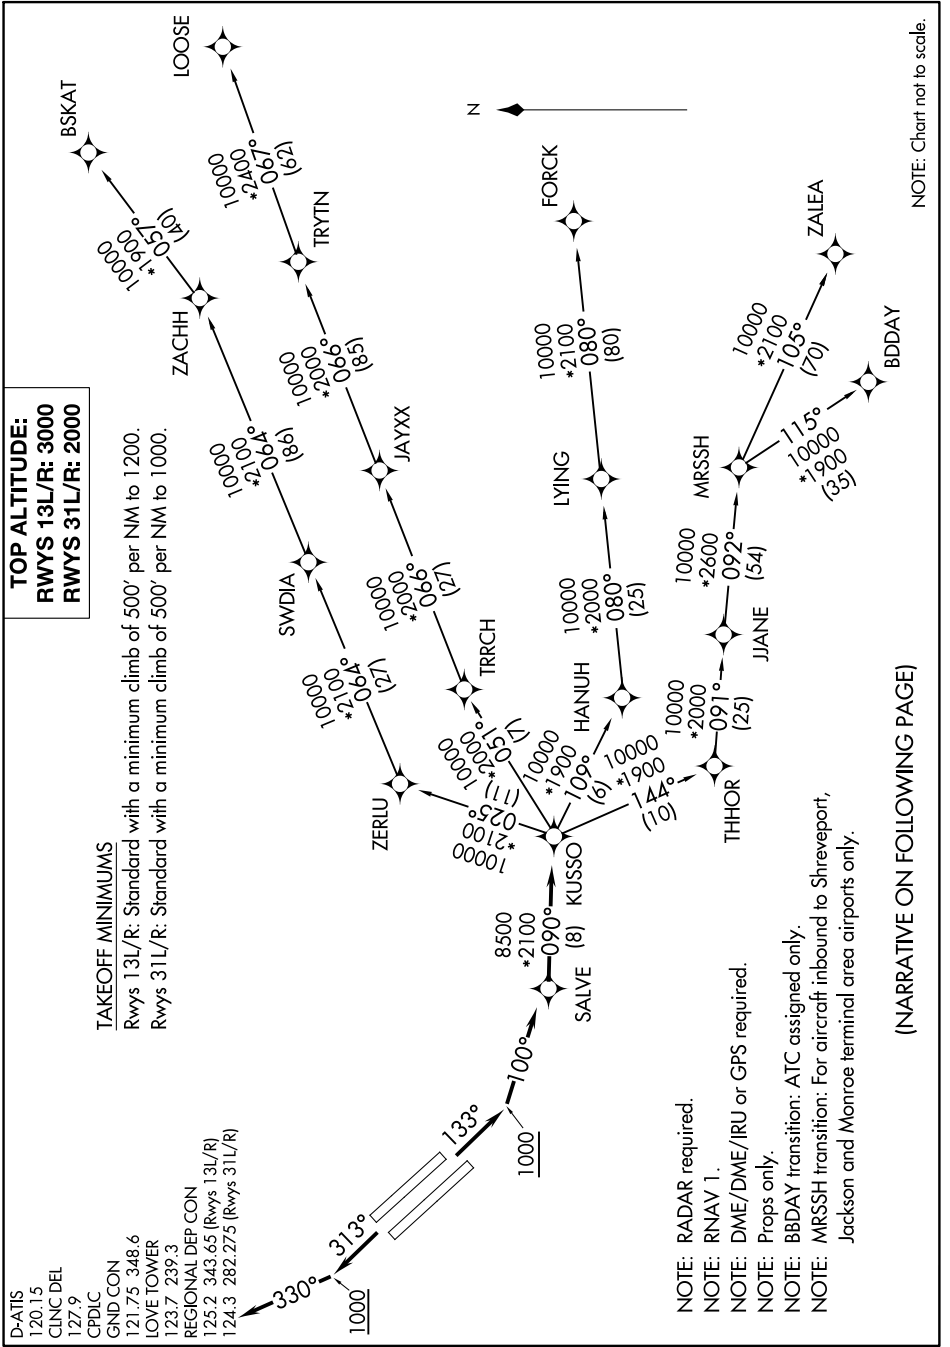 TOP ALTITUDE:
RWYS 13L/R: 3000
RWYS 31L/R: 2000
D-ATIS
120.15
CLNC DEL
127.9
CPDLC
GND CON
121.75 348.6
LOVE TOWER
123.7 239.3
REGIONAL DEP CON
125.2 343.65 (Rwys 13L/R)
124.3 282.275 (Rwys 31L/R)
TAKEOFF MINIMUMS
Rwys 13L/R: Standard with a minimum climb of 500' per NM to 1200.
Rwys 31L/R: Standard with a minimum climb of 500' per NM to 1000.
330°
1000
313°
133°
1000
100°
SALVE
8500
*2100
090°
(8)
KUSSO
10000
*2100
025°
(11)
ZERLU
10000
*2100
064°
(27)
SWDIA
10000
*2100
064°
(86)
ZACHH
10000
*1900
057°
(40)
BSKAT
10000
*2000
051°
(7)
TRRCH
10000
*2000
066°
(27)
JAYXX
10000
*2000
066°
(85)
TRYTN
10000
*2400
067°
(62)
LOOSE
10000
*1900
109°
(6)
HANUH
10000
*2000
080°
(25)
LYING
10000
*2100
080°
(80)
FORCK
10000
*1900
144°
(10)
THHOR
10000
*2000
091°
(25)
JJANE
10000
*2600
092°
(54)
MRSSH
10000
*2100
105°
(70)
ZALEA
115°
10000
*1900
(35)
BDDAY
N
NOTE: RADAR required.
NOTE: RNAV 1.
NOTE: DME/DME/IRU or GPS required.
NOTE: Props only.
NOTE: BBDAY transition: ATC assigned only.
NOTE: MRSSH transition: For aircraft inbound to Shreveport,
Jackson and Monroe terminal area airports only.
(NARRATIVE ON FOLLOWING PAGE)
NOTE: Chart not to scale.